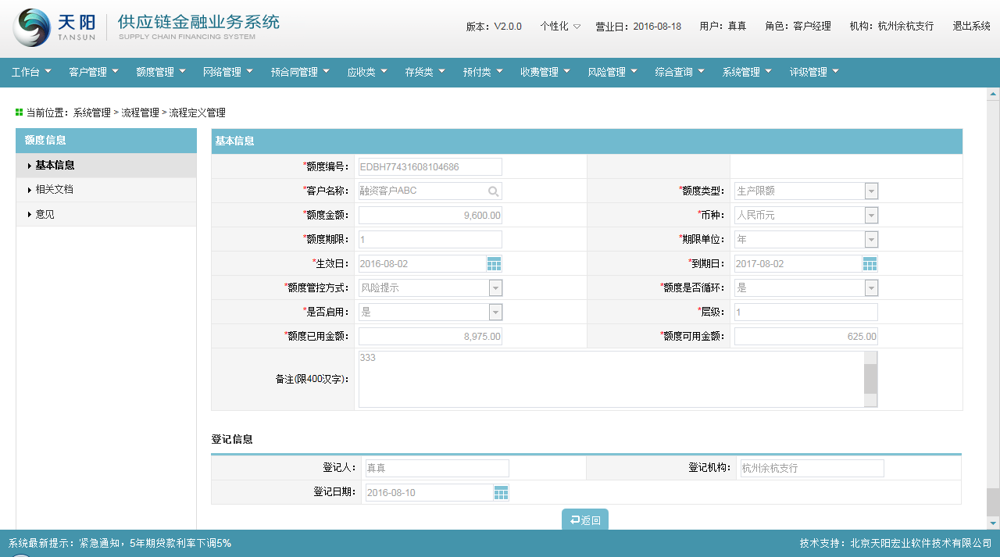 天阳 TANSUN
供应链金融业务系统
SUPPLY CHAIN FINANCING SYSTEM
版本：V2.0.0 个性化 营业日：2016-08-18 用户：真真 角色：客户经理 机构：杭州余杭支行 退出系统
工作台 客户管理 额度管理 网络管理 预合同管理 应收类 存货类 预付类 收费管理 风险管理 综合查询 系统管理 评级管理
当前位置：系统管理 > 流程管理 > 流程定义管理
额度信息
基本信息
相关文档
意见
基本信息
*额度编号： EDBH77431608104686
*客户名称： 融资客户ABC *额度类型： 生产限额
*额度金额： 9,600.00 *币种： 人民币元
*额度期限： 1 *期限单位： 年
*生效日： 2016-08-02 *到期日： 2017-08-02
*额度管控方式： 风险提示 *额度是否循环： 是
*是否启用： 是 *层级： 1
*额度已用金额： 8,975.00 *额度可用金额： 625.00
备注(限400汉字)： 333
登记信息
登记人： 真真 登记机构： 杭州余杭支行
登记日期： 2016-08-10
返回
系统最新提示：紧急通知，5年期贷款利率下调5% 技术支持：北京天阳宏业软件技术有限公司